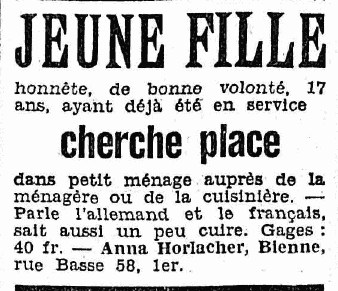 JEUNE FILLE
honnête, de bonne volonté, 17
ans, ayant déjà été en service
cherche place
dans petit ménage auprès de la
ménagère ou de la cuisinière. —
Parle l'allemand et le français,
sait aussi un peu cuire. Gages :
40 fr. — Anna Horlacher, Bienne,
rue Basse 58, 1er.